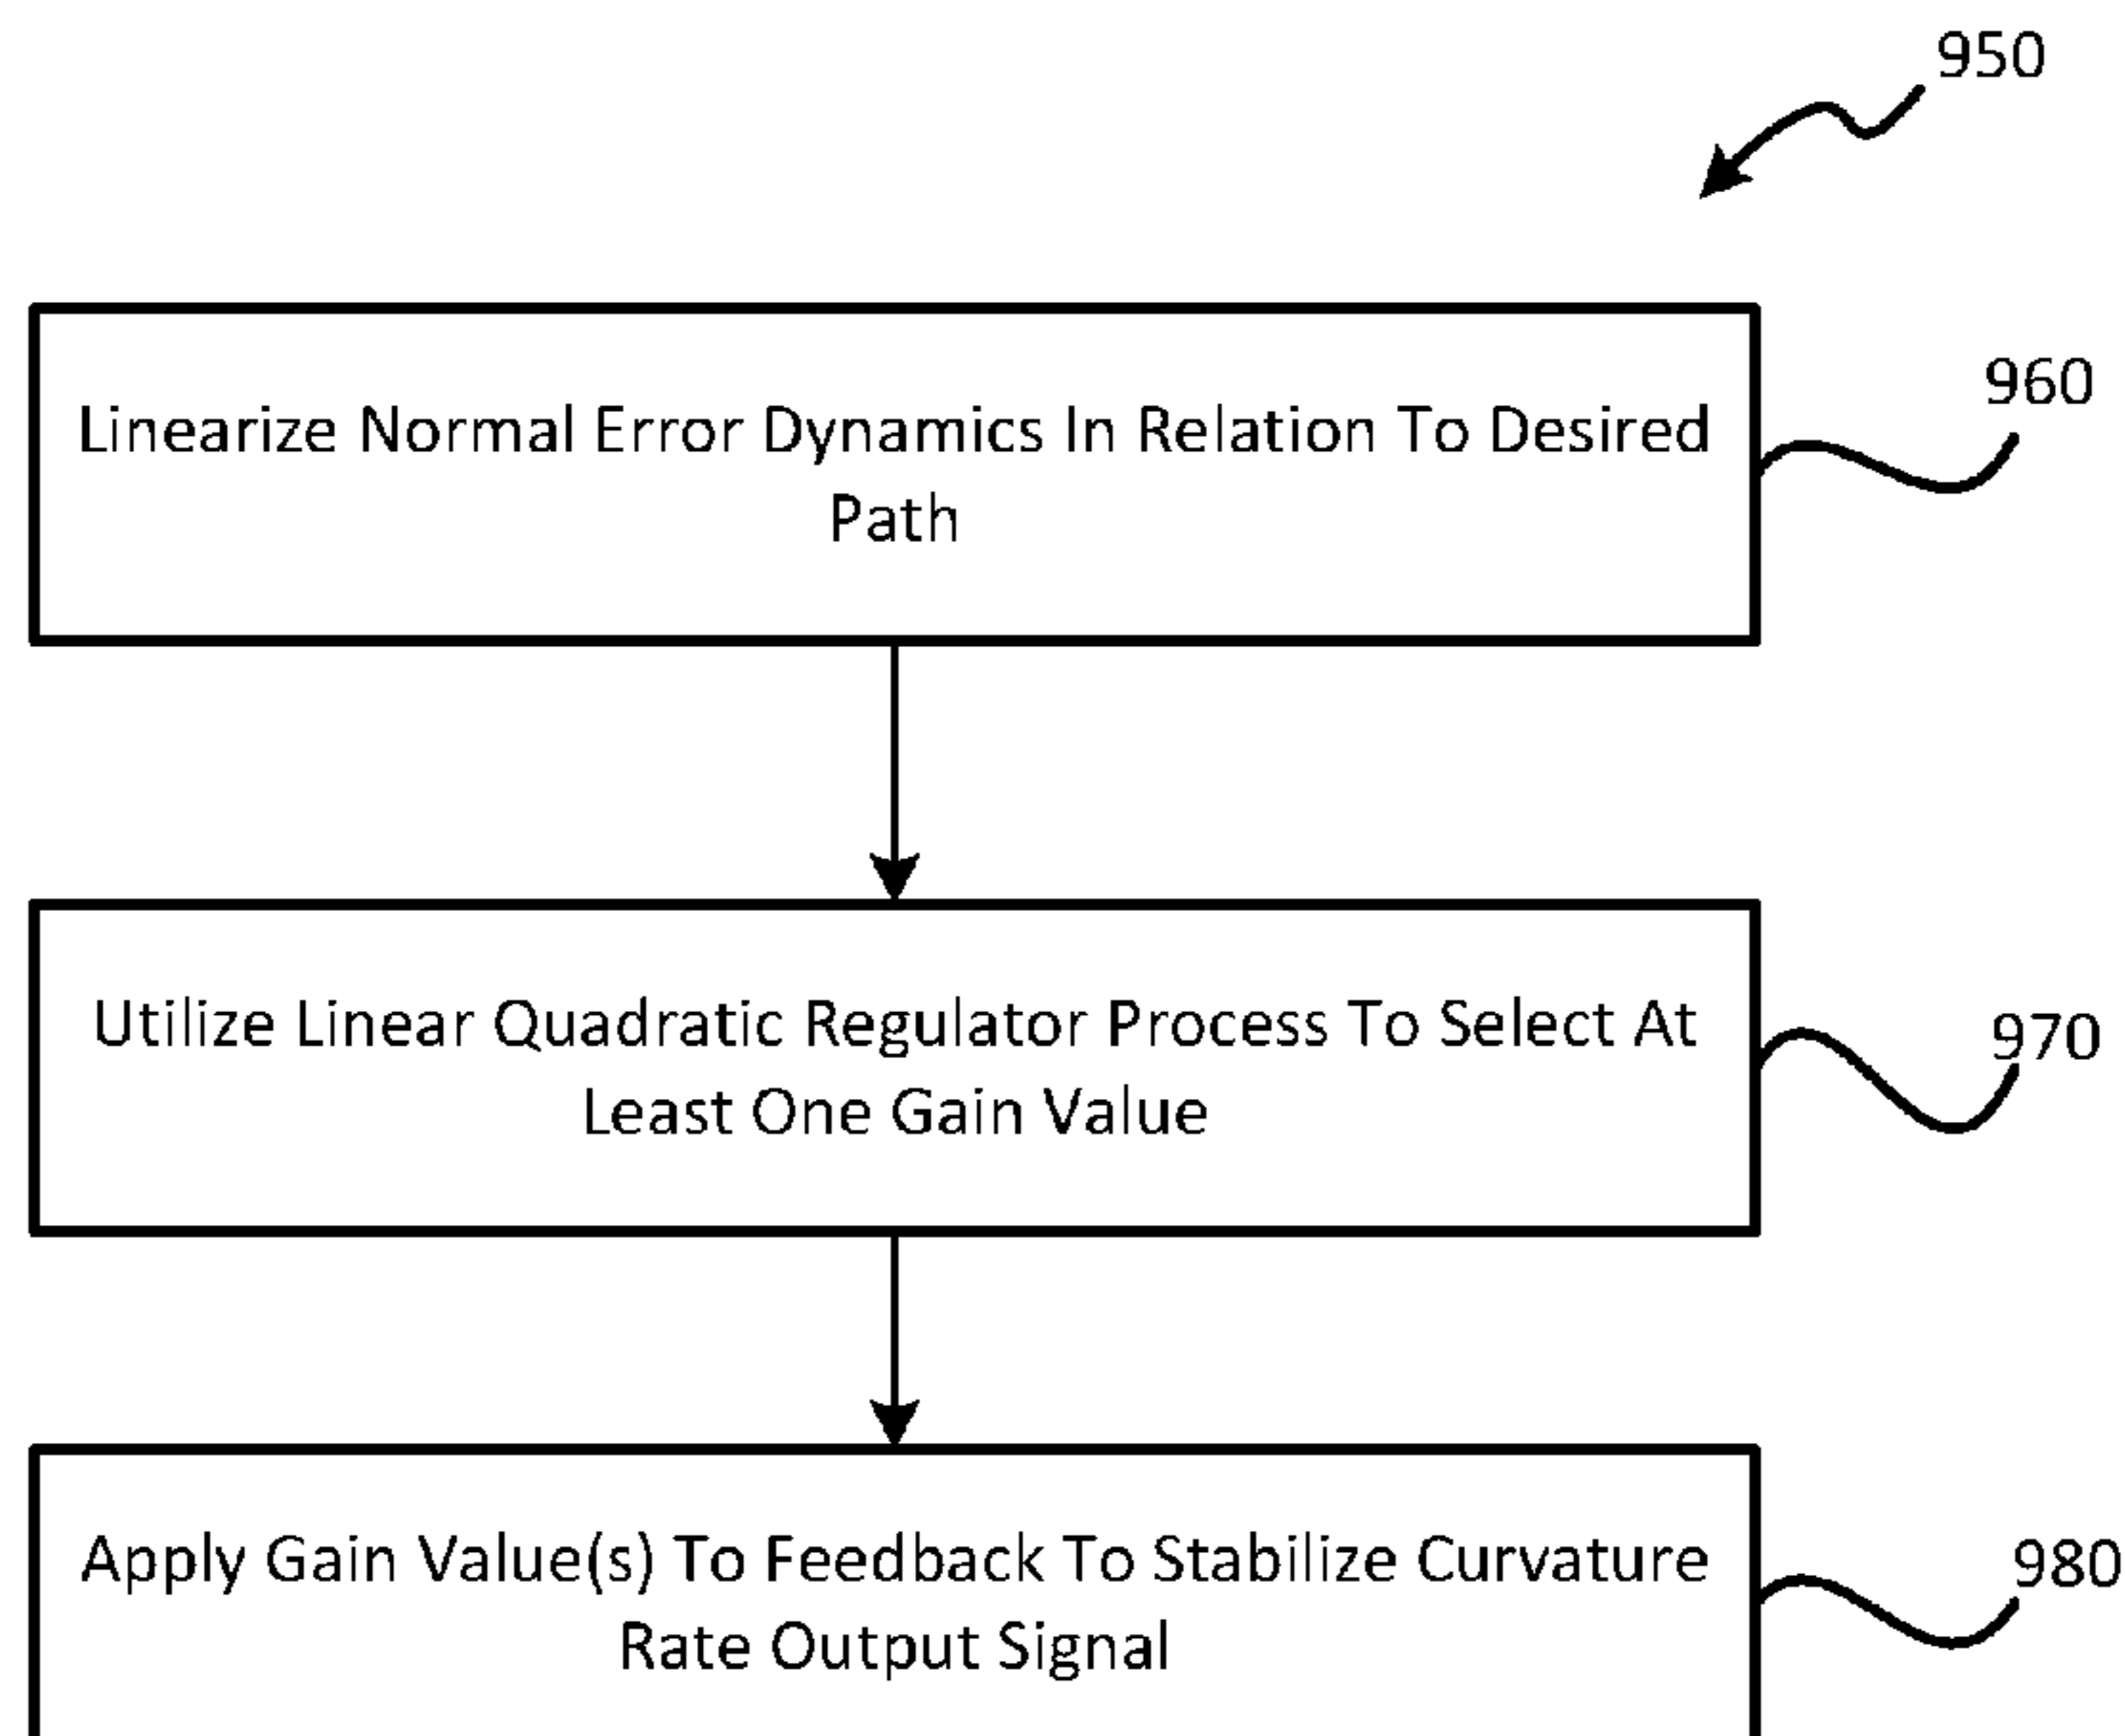 950
Linearize Normal Error Dynamics In Relation To Desired
Path
960
Utilize Linear Quadratic Regulator Process To Select At
Least One Gain Value
970
Apply Gain Value(s) To Feedback To Stabilize Curvature
Rate Output Signal
980